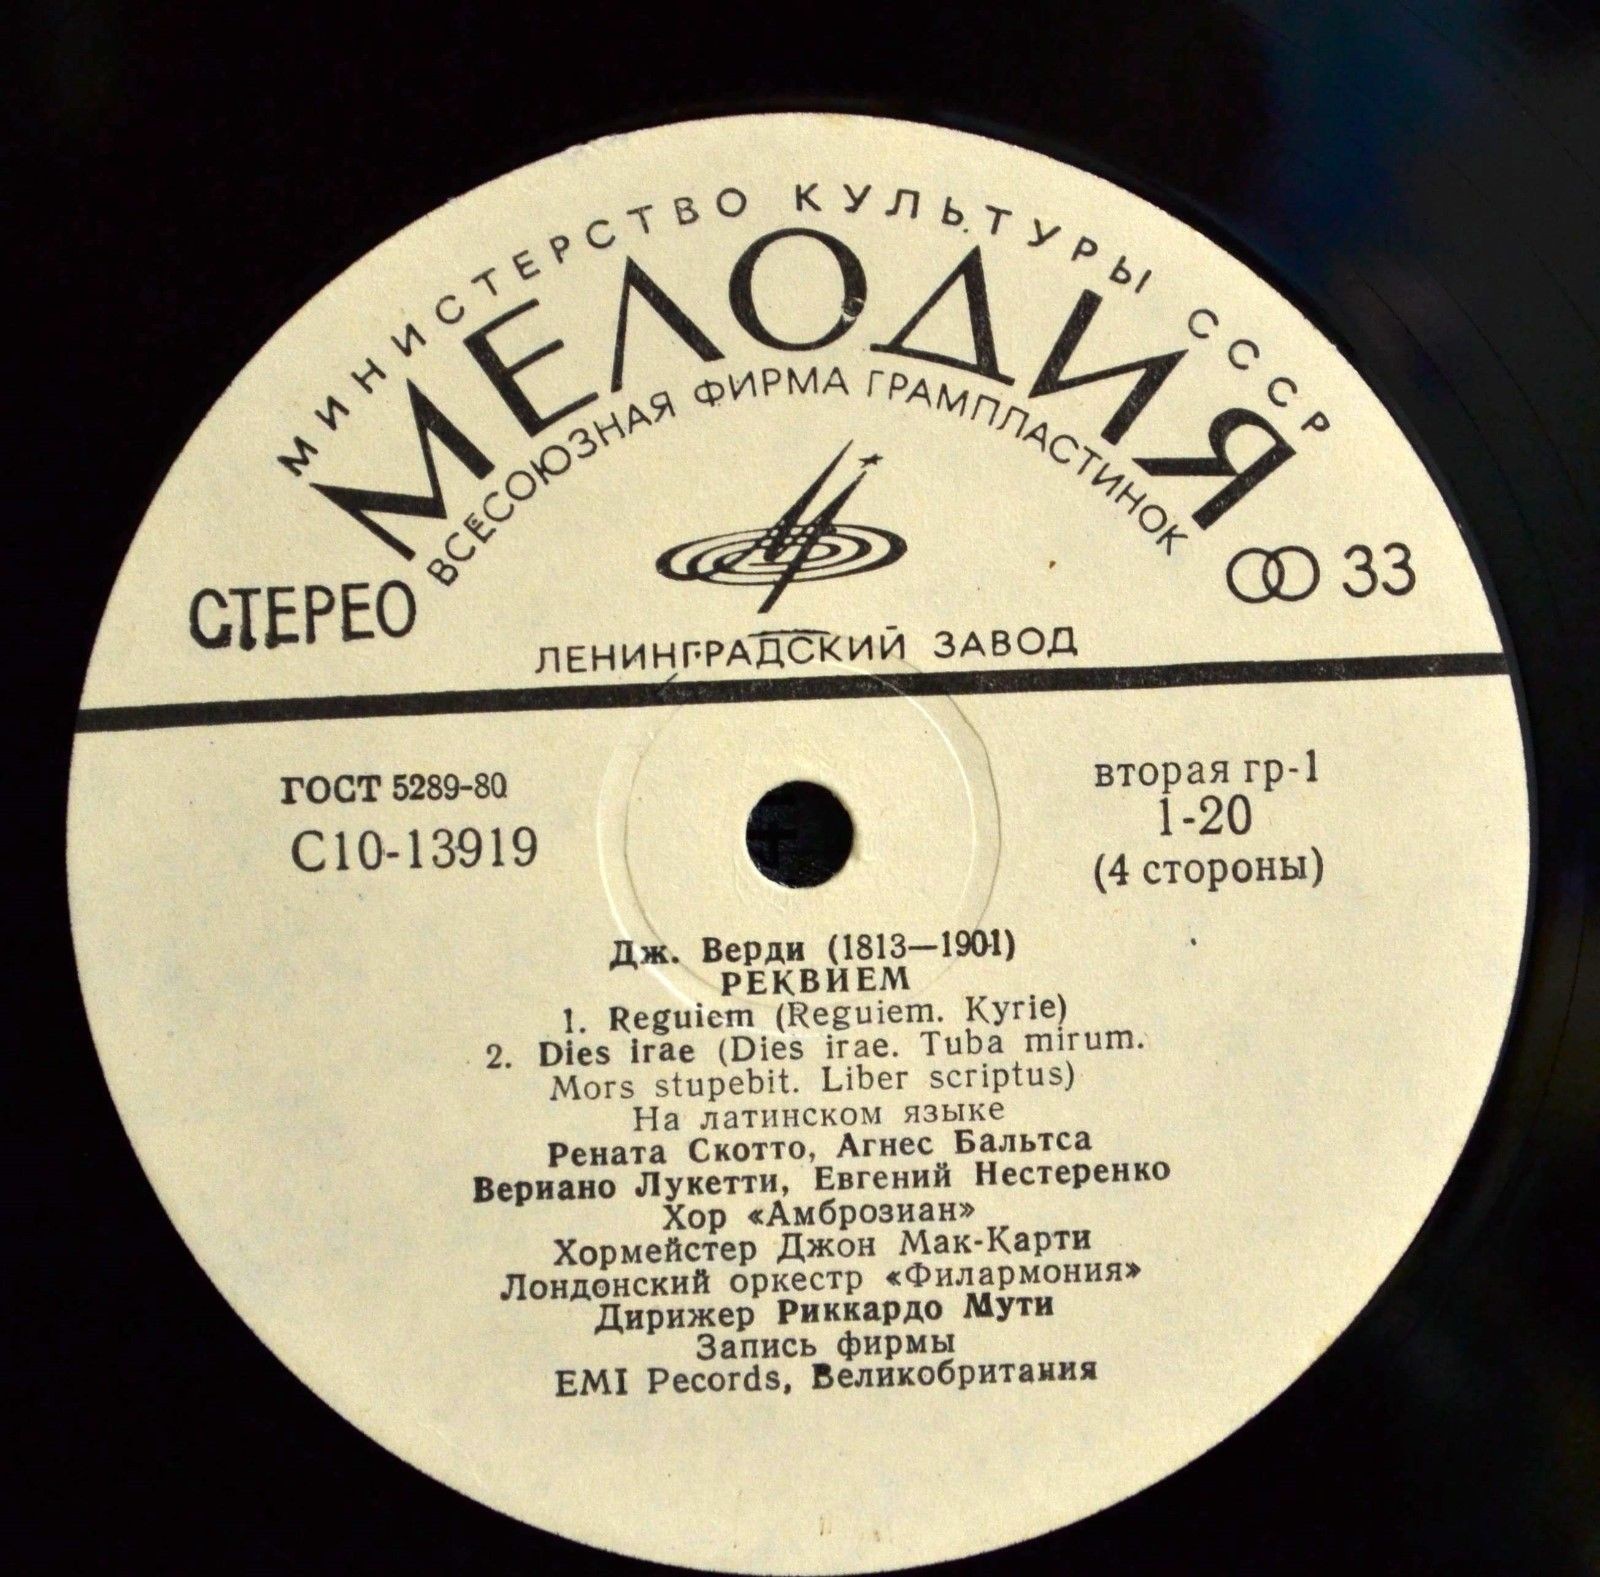 МИНИСТЕРСТВО КУЛЬТУРЫ СССР
МЕЛОДИЯ
ВСЕСОЮЗНАЯ ФИРМА ГРАМПЛАСТИНОК
СТЕРЕО
33
ЛЕНИНГРАДСКИЙ ЗАВОД
ГОСТ 5289-80
С10-13919
вторая гр-1
1-20
(4 стороны)
Дж. Верди (1813—1901)
РЕКВИЕМ
1. Reguiem (Reguiem. Kyrie)
2. Dies irae (Dies irae. Tuba mirum.
Mors stupebit. Liber scriptus)
На латинском языке
Рената Скотто, Агнес Бальтса
Вериано Лукетти, Евгений Нестеренко
Хор «Амброзиан»
Хормейстер Джон Мак-Карти
Лондонский оркестр «Филармония»
Дирижер Риккардо Мути
Запись фирмы
EMI Pecords, Великобритания